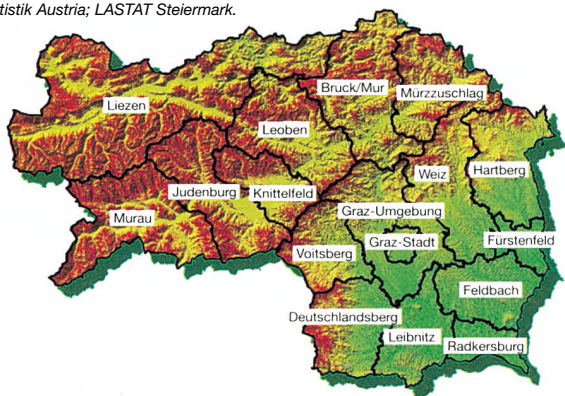 tistik Austria; LASTAT Steiermark.
Bruck/Mur
Mürzzuschlag
Liezen
Leoben
Weiz
Hartberg
Judenburg
Knittelfeld
Murau
Graz-Umgebung
Graz-Stadt
Fürstenfeld
Voitsberg
Feldbach
Deutschlandsberg
Leibnitz
Radkersburg